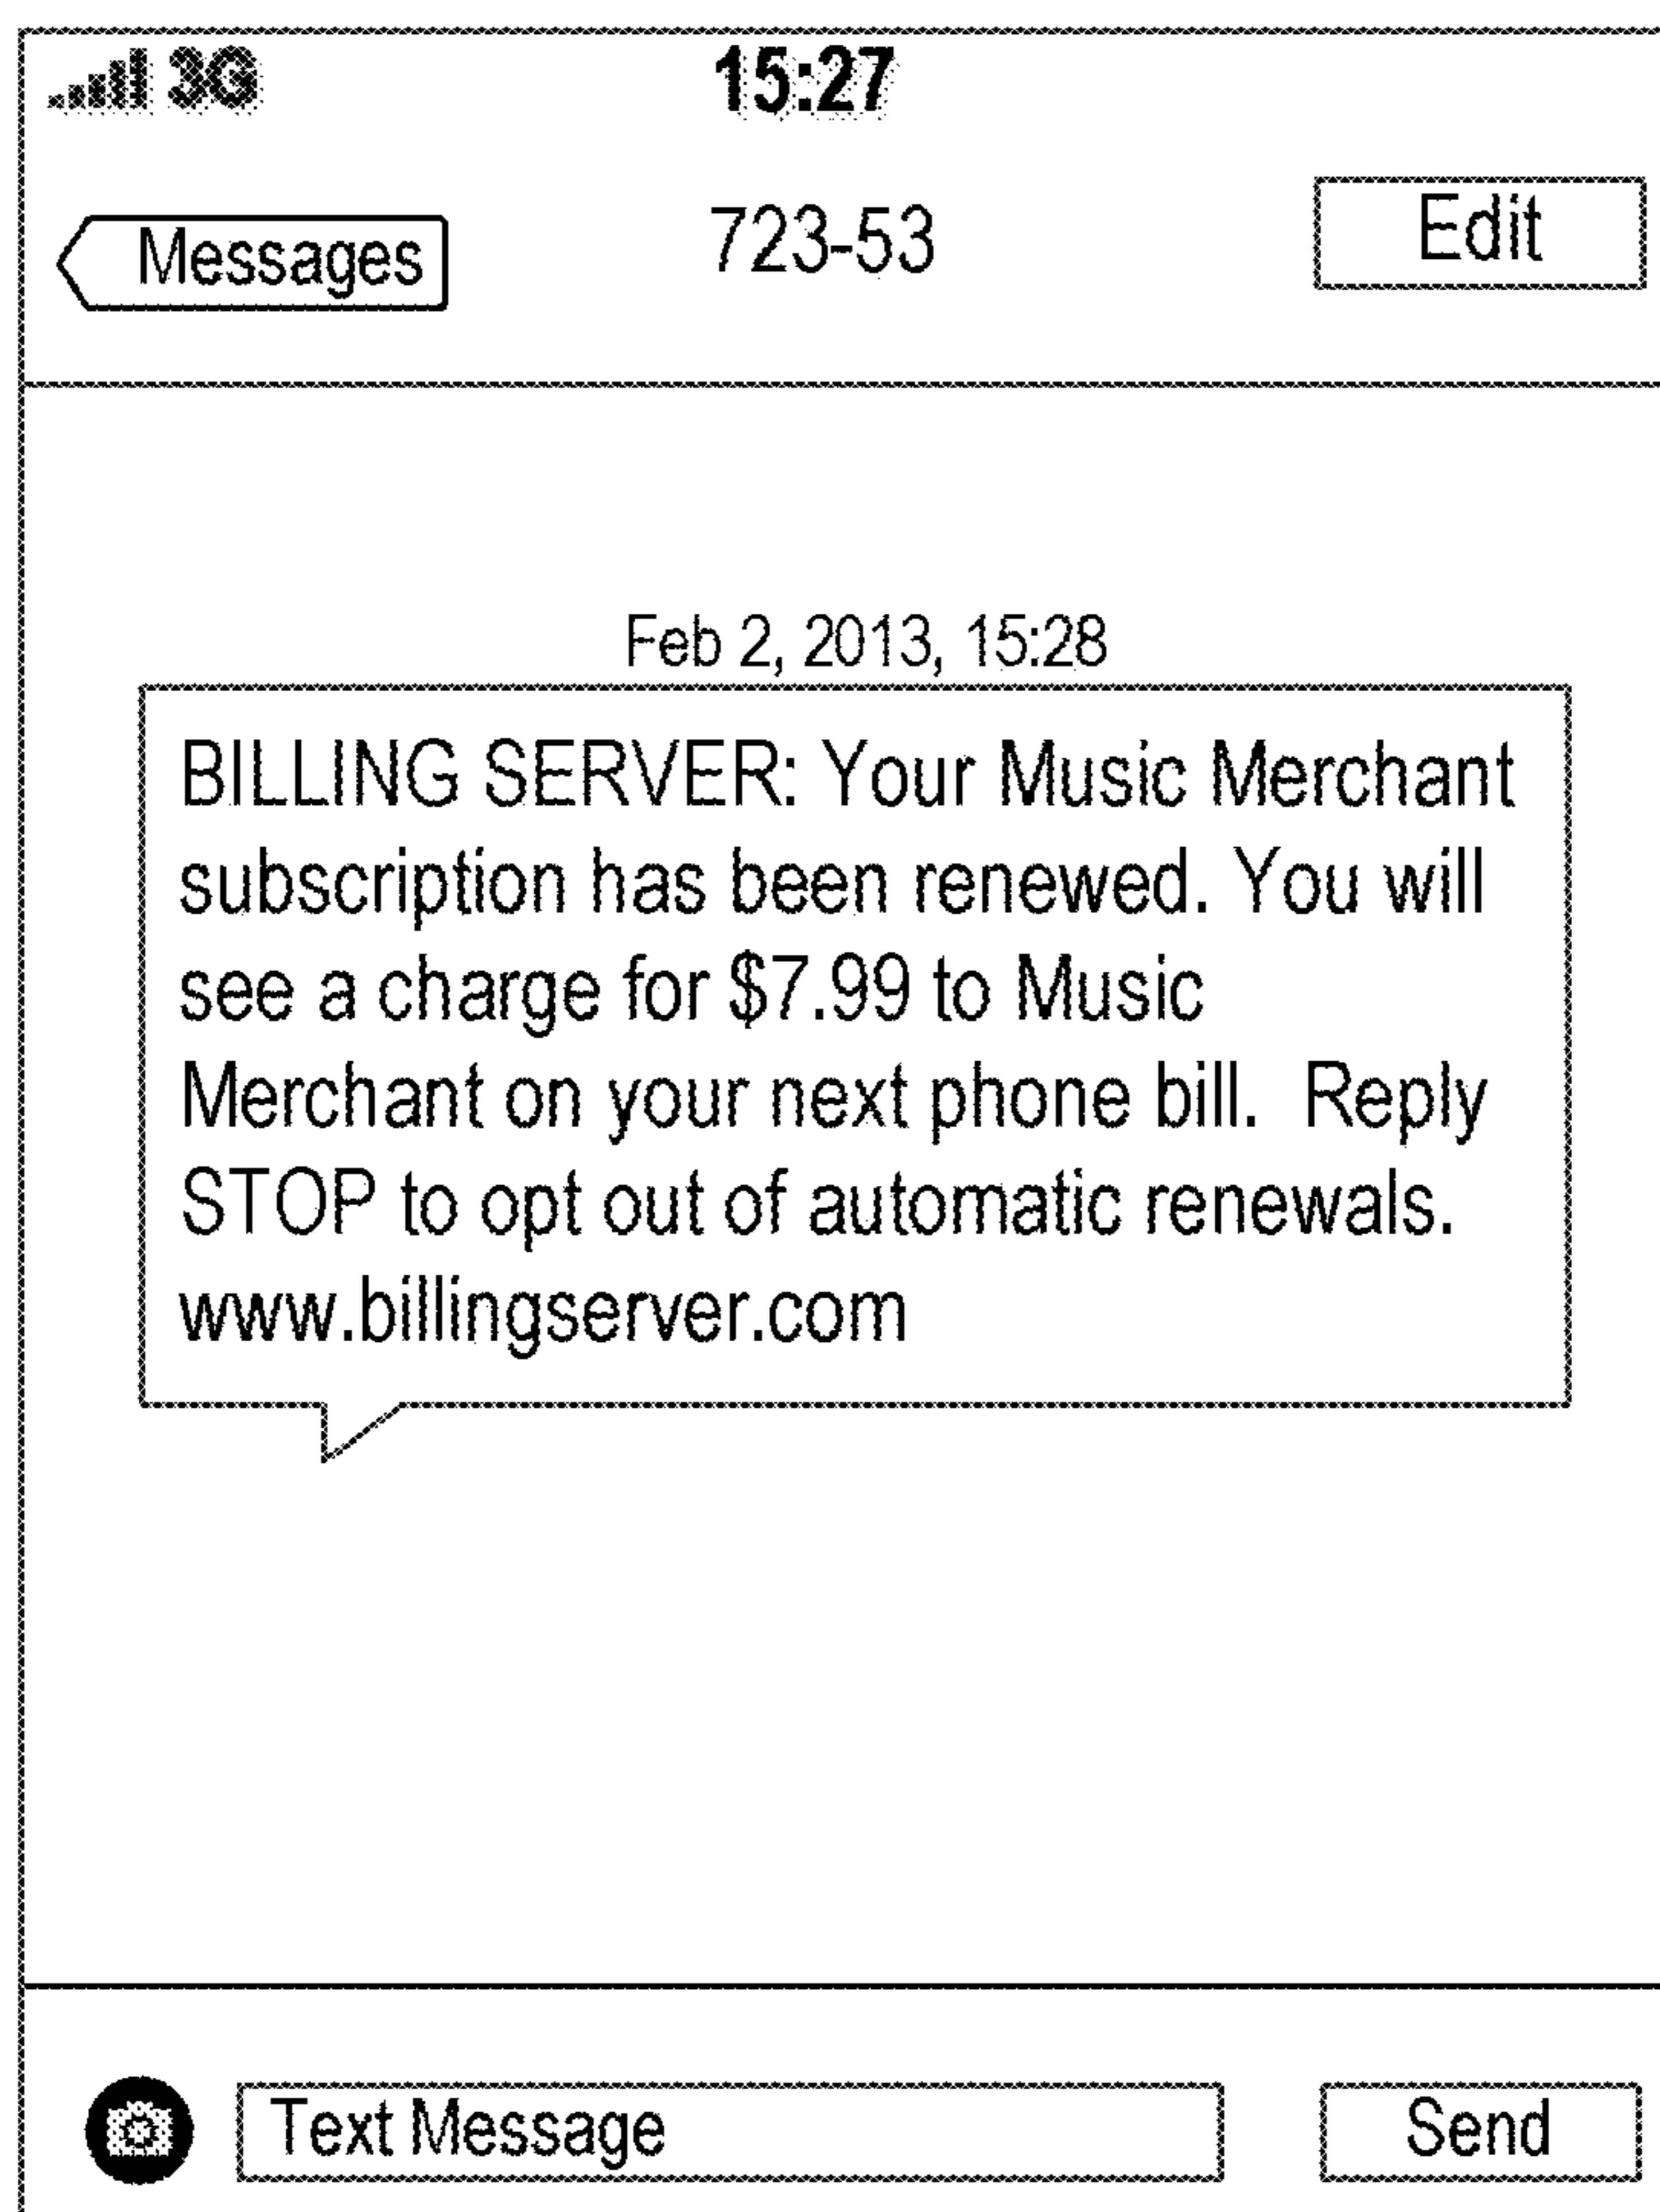 3G 15:27
Messages 723-53 Edit
Feb 2, 2013, 15:28
BILLING SERVER: Your Music Merchant
subscription has been renewed. You will
see a charge for $7.99 to Music
Merchant on your next phone bill. Reply
STOP to opt out of automatic renewals.
www.billingserver.com
Text Message Send